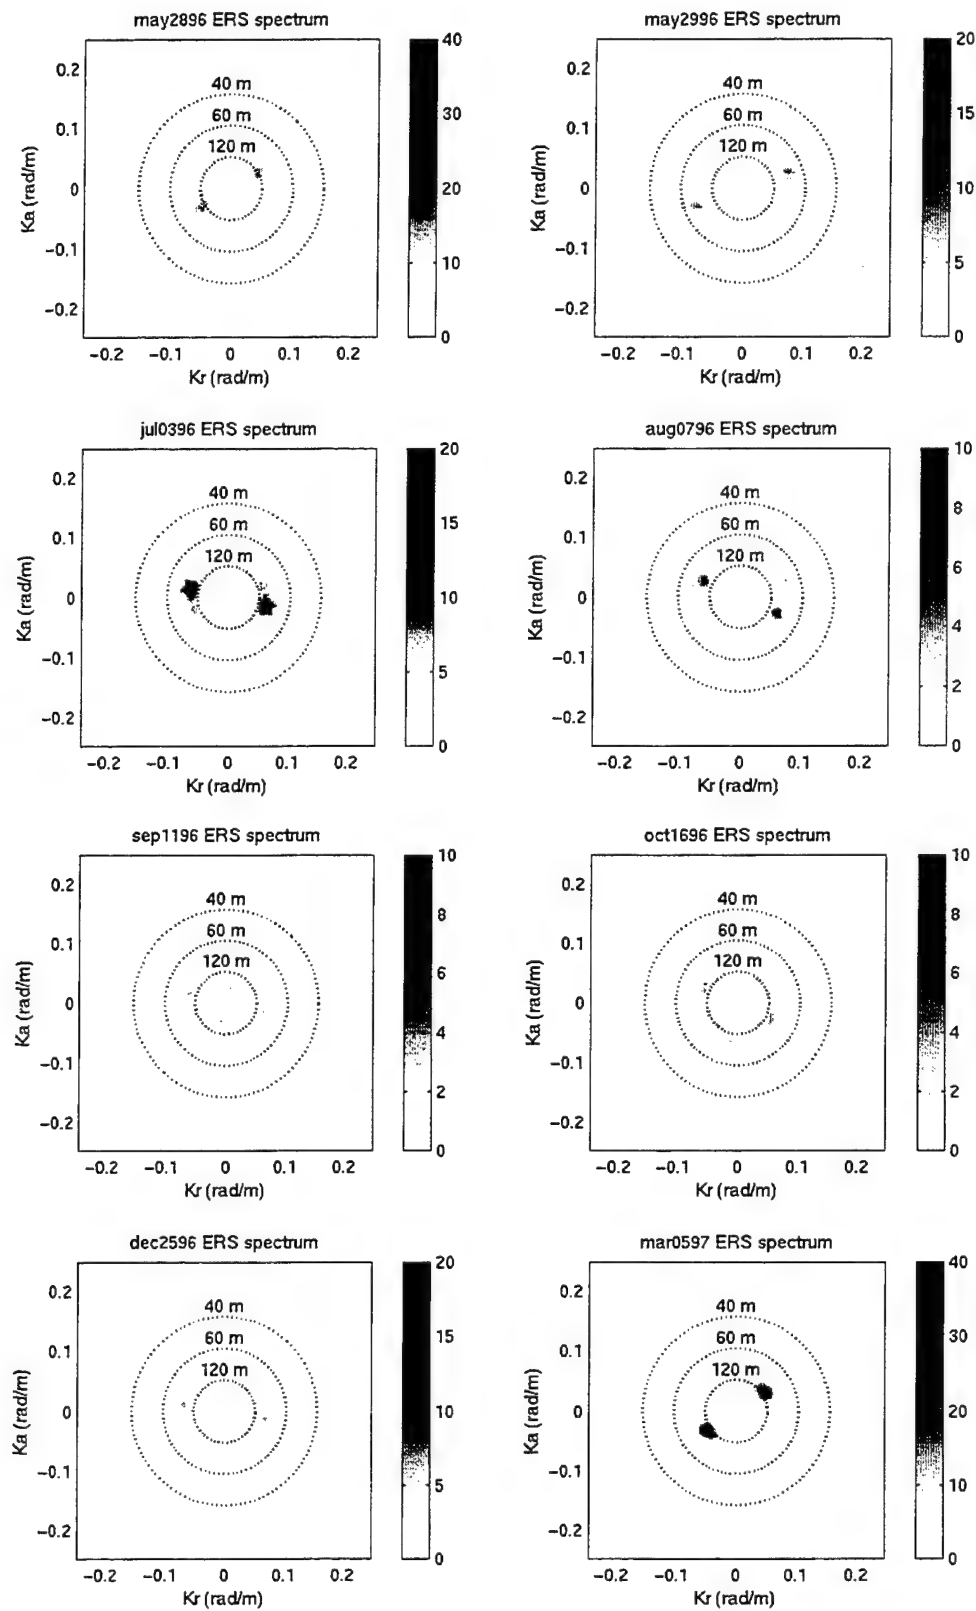 may2896 ERS spectrum
0.2
0.1
0
−0.1
−0.2
Ka (rad/m)
40 m
60 m
120 m
−0.2 −0.1 0 0.1 0.2
Kr (rad/m)
40
30
20
10
0
may2996 ERS spectrum
0.2
0.1
0
−0.1
−0.2
Ka (rad/m)
40 m
60 m
120 m
−0.2 −0.1 0 0.1 0.2
Kr (rad/m)
20
15
10
5
0
jul0396 ERS spectrum
0.2
0.1
0
−0.1
−0.2
Ka (rad/m)
40 m
60 m
120 m
−0.2 −0.1 0 0.1 0.2
Kr (rad/m)
20
15
10
5
0
aug0796 ERS spectrum
0.2
0.1
0
−0.1
−0.2
Ka (rad/m)
40 m
60 m
120 m
−0.2 −0.1 0 0.1 0.2
Kr (rad/m)
10
8
6
4
2
0
sep1196 ERS spectrum
0.2
0.1
0
−0.1
−0.2
Ka (rad/m)
40 m
60 m
120 m
−0.2 −0.1 0 0.1 0.2
Kr (rad/m)
10
8
6
4
2
0
oct1696 ERS spectrum
0.2
0.1
0
−0.1
−0.2
Ka (rad/m)
40 m
60 m
120 m
−0.2 −0.1 0 0.1 0.2
Kr (rad/m)
10
8
6
4
2
0
dec2596 ERS spectrum
0.2
0.1
0
−0.1
−0.2
Ka (rad/m)
40 m
60 m
120 m
−0.2 −0.1 0 0.1 0.2
Kr (rad/m)
20
15
10
5
0
mar0597 ERS spectrum
0.2
0.1
0
−0.1
−0.2
Ka (rad/m)
40 m
60 m
120 m
−0.2 −0.1 0 0.1 0.2
Kr (rad/m)
40
30
20
10
0